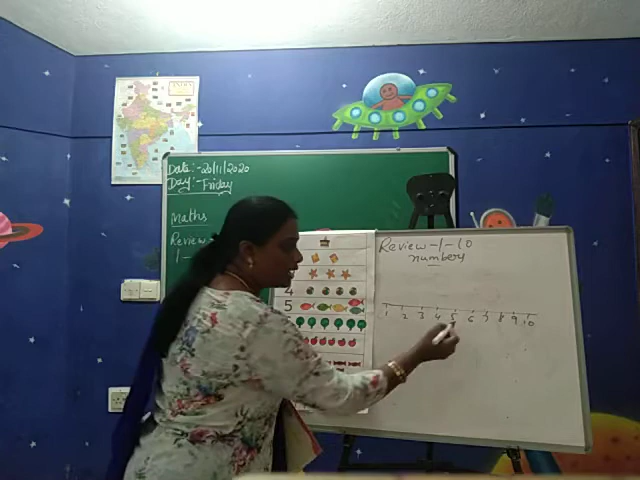 INDIA
Date:-20/11/2020
Day:-Friday
Maths
Review
1-
4
5
Review-1-10
numbers
1 2 3 4 5 6 7 8 9 10